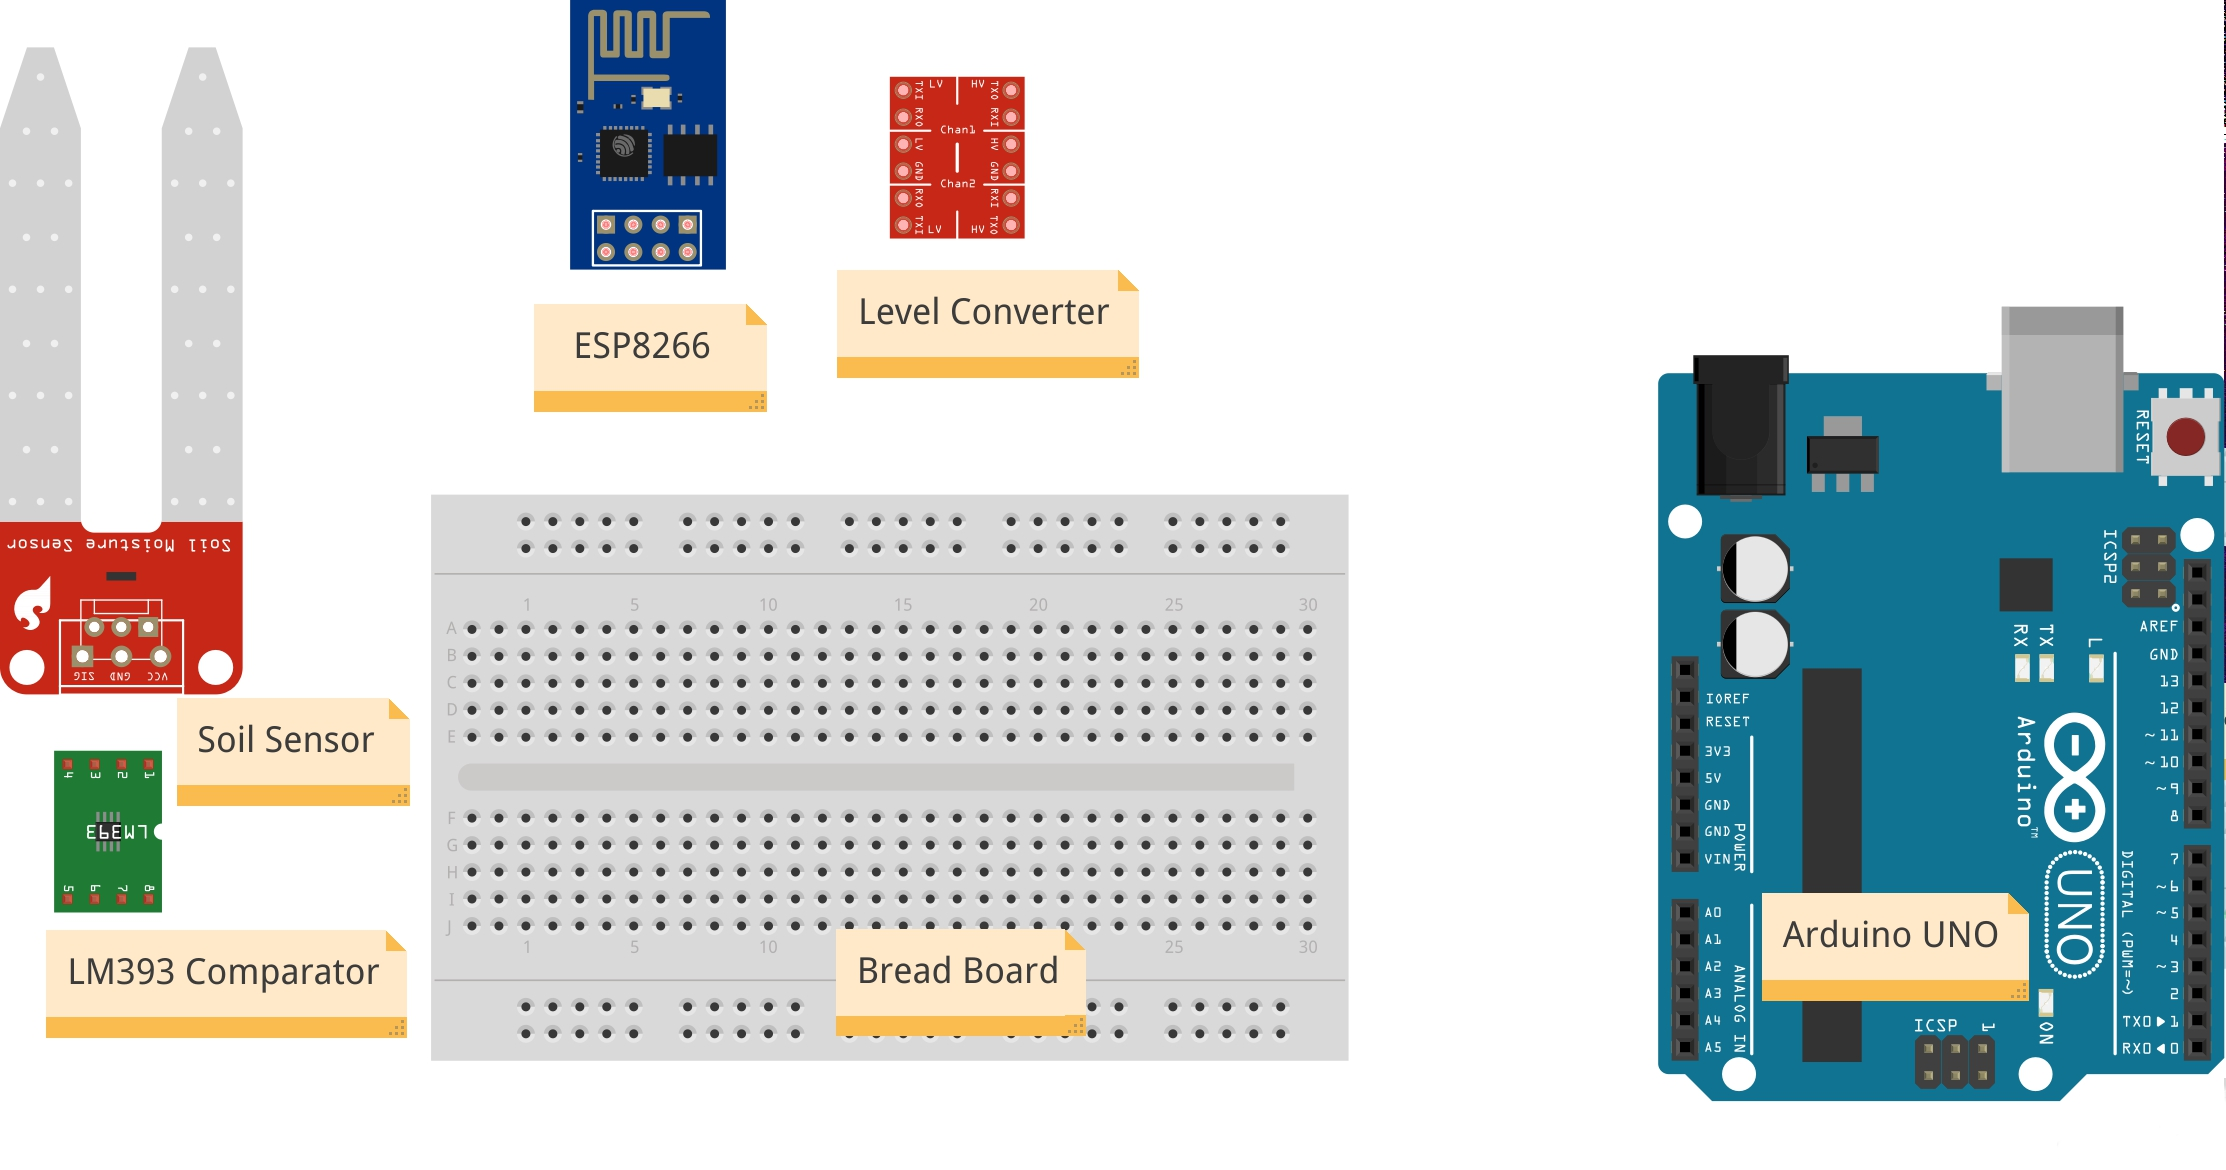 TXI LV HV TXO
RXO RXI
Chan1
LV HV
GND GND
Chan2
RXO RXI
TXI LV HV TXO
Level Converter
ESP8266
Soil Moisture Sensor
SIG GND VCC
Soil Sensor
4 3 2 1
LM393
5 6 7 8
LM393 Comparator
1 5 10 15 20 25 30
A
B
C
D
E
F
G
H
I
J
1 5 10 25 30
Bread Board
RESET
ICSP2
AREF
GND
13
12
~11
~10
~9
8
RX TX L
IOREF
RESET
3V3
5V
GND
GND
VIN
POWER
Arduino™
UNO
DIGITAL (PWM=~)
7
~6
~5
4
~3
2
TX0▶1
RX0◀0
A0
A1
A2
A3
A4
A5
ANALOG IN
Arduino UNO
ICSP 1
ON